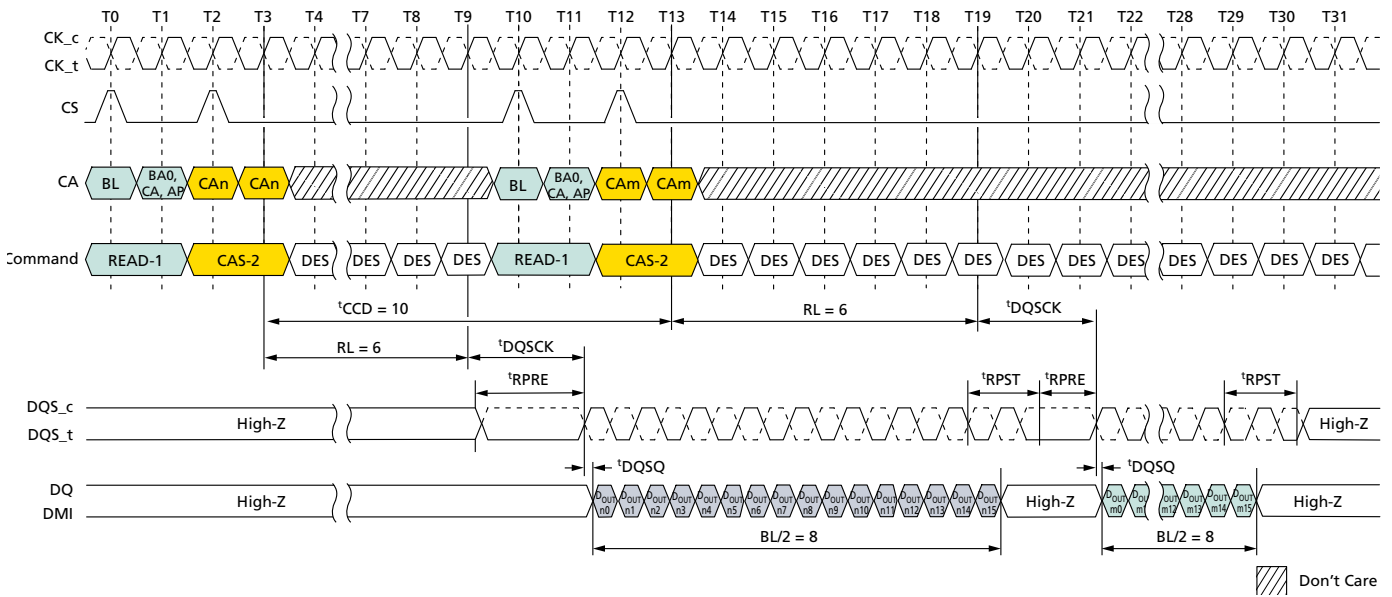 T0 T1 T2 T3 T4 T7 T8 T9 T10 T11 T12 T13 T14 T15 T16 T17 T18 T19 T20 T21 T22 T28 T29 T30 T31
CK_c
CK_t
CS
CA BL BA0, CA, AP CAn CAn BL BA0, CA, AP CAm CAm
Command READ-1 CAS-2 DES DES DES DES READ-1 CAS-2 DES DES DES DES DES DES DES DES DES DES DES DES DES
tCCD = 10 RL = 6 tDQSCK
RL = 6 tDQSCK
tRPRE tRPST tRPRE tRPST
DQS_c
DQS_t High-Z High-Z
tDQSQ tDQSQ
DQ
DMI High-Z DOUT n0 DOUT n1 DOUT n2 DOUT n3 DOUT n4 DOUT n5 DOUT n6 DOUT n7 DOUT n8 DOUT n9 DOUT n10 DOUT n11 DOUT n12 DOUT n13 DOUT n14 DOUT n15 High-Z DOUT m0 DOUT m12 DOUT m13 DOUT m14 DOUT m15 High-Z
BL/2 = 8 BL/2 = 8
Don't Care